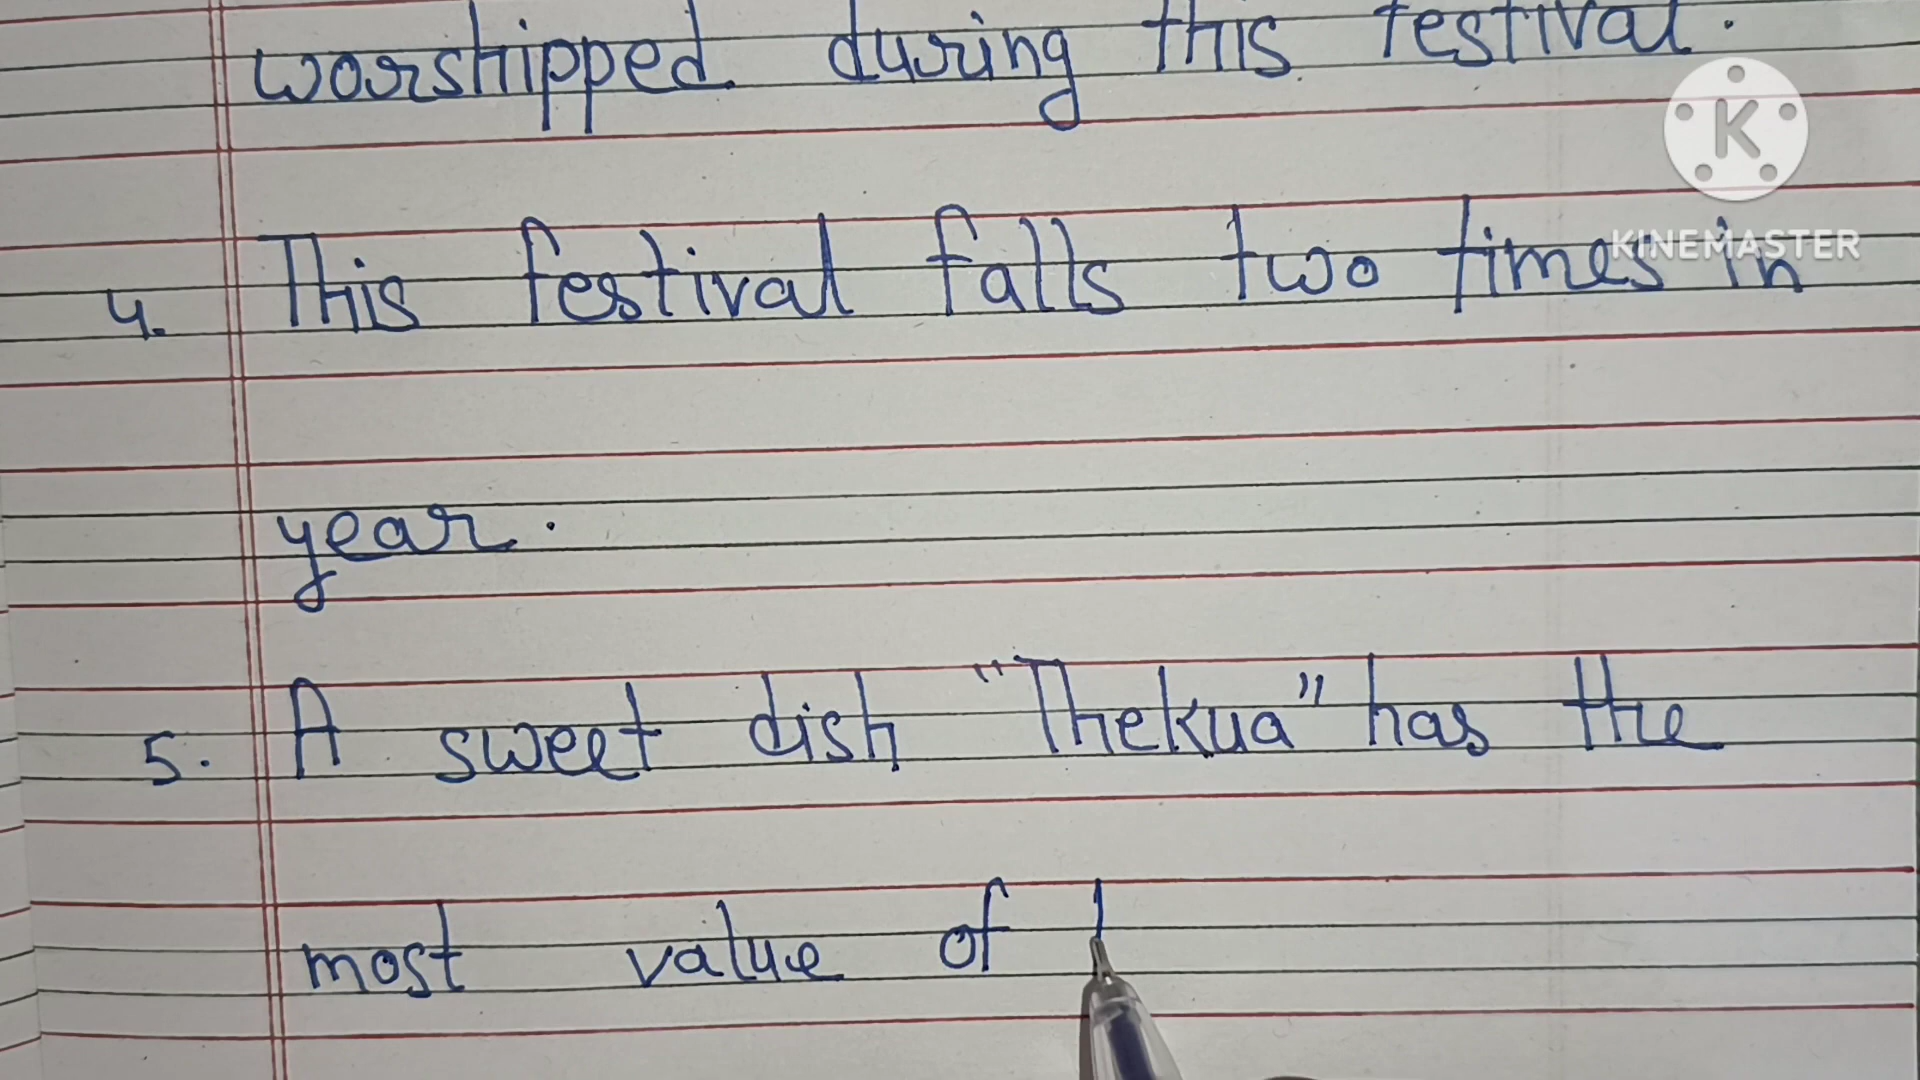 worshipped during this festival.
K
KINEMASTER
4. This festival falls two times in
year.
5. A sweet dish "Thekua" has the
most value of